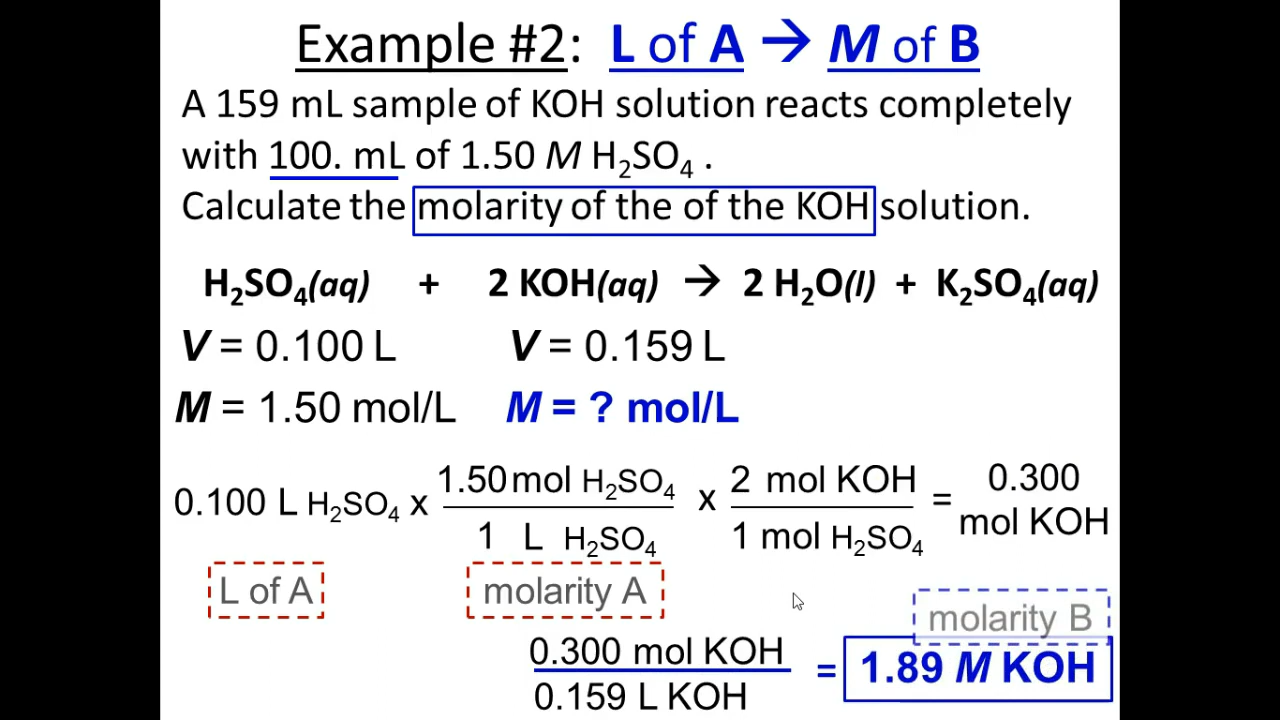 Example #2: L of A → M of B
A 159 mL sample of KOH solution reacts completely
with 100. mL of 1.50 M H₂SO₄ .
Calculate the molarity of the of the KOH solution.
H₂SO₄(aq) + 2 KOH(aq) → 2 H₂O(l) + K₂SO₄(aq)
V = 0.100 L V = 0.159 L
M = 1.50 mol/L M = ? mol/L
1.50 mol H₂SO₄ 2 mol KOH 0.300
0.100 L H₂SO₄ x x =
1 L H₂SO₄ 1 mol H₂SO₄ mol KOH
L of A molarity A
molarity B
0.300 mol KOH
= 1.89 M KOH
0.159 L KOH